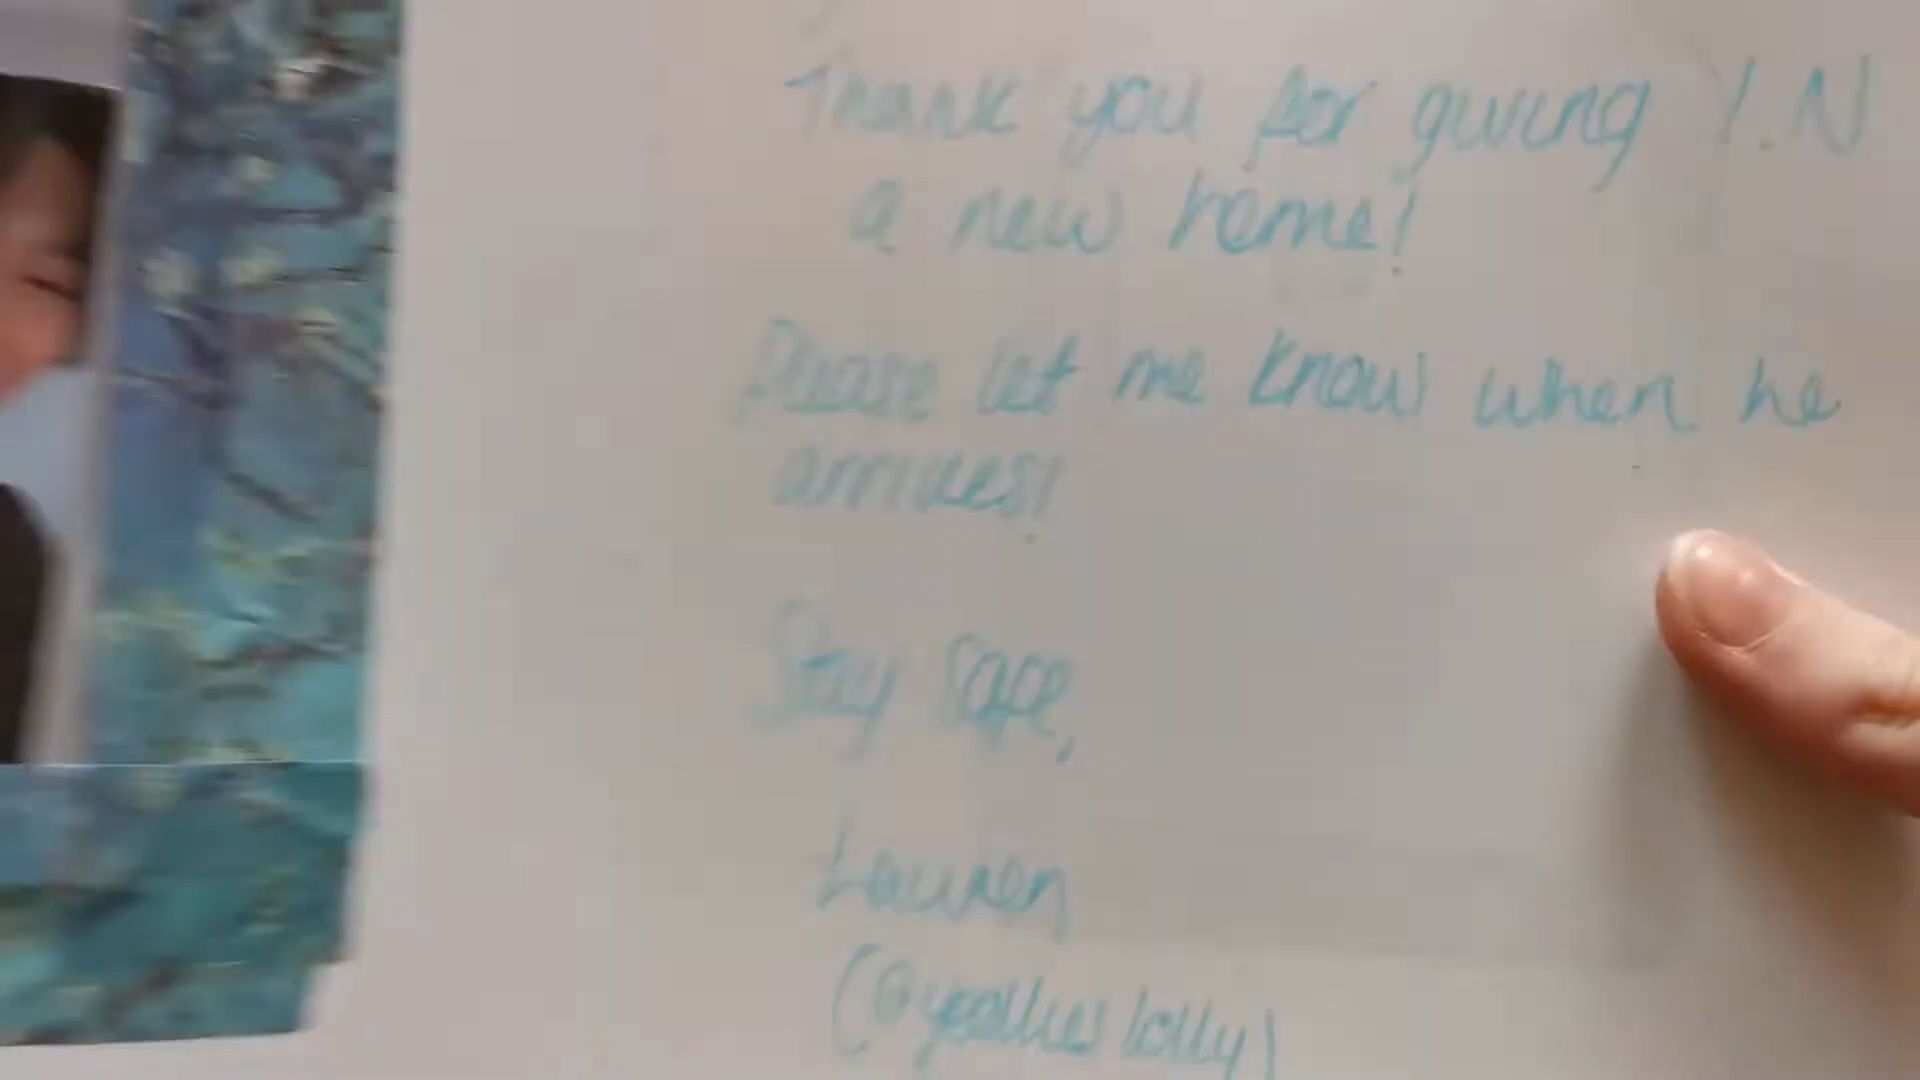 Thank you for giving I.N
a new home!
Please let me know when he
arrives!
Stay safe,
Lauren